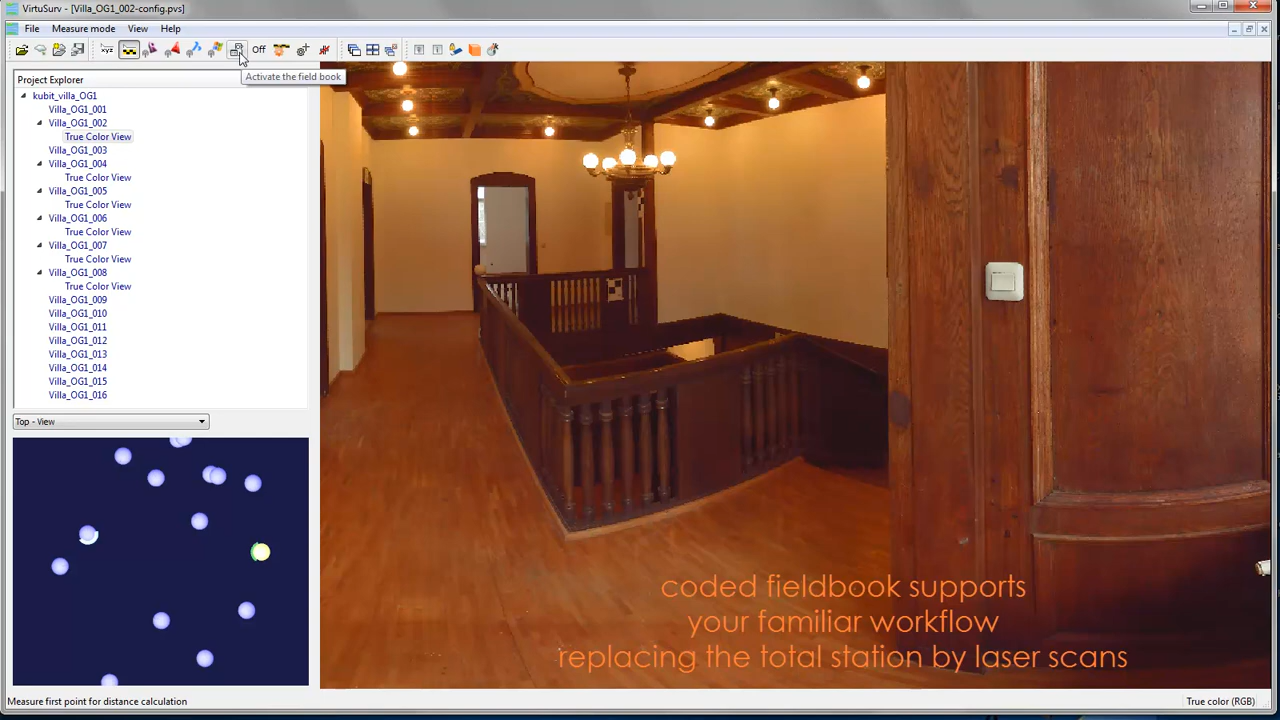 VirtuSurv - [Villa_OG1_002-config.pvs]
File Measure mode View Help
xyz Off
Activate the field book
Project Explorer
kubit_villa_OG1
Villa_OG1_001
Villa_OG1_002
True Color View
Villa_OG1_003
Villa_OG1_004
True Color View
Villa_OG1_005
True Color View
Villa_OG1_006
True Color View
Villa_OG1_007
True Color View
Villa_OG1_008
True Color View
Villa_OG1_009
Villa_OG1_010
Villa_OG1_011
Villa_OG1_012
Villa_OG1_013
Villa_OG1_014
Villa_OG1_015
Villa_OG1_016
Top - View
coded fieldbook supports
your familiar workflow
replacing the total station by laser scans
Measure first point for distance calculation
True color (RGB)